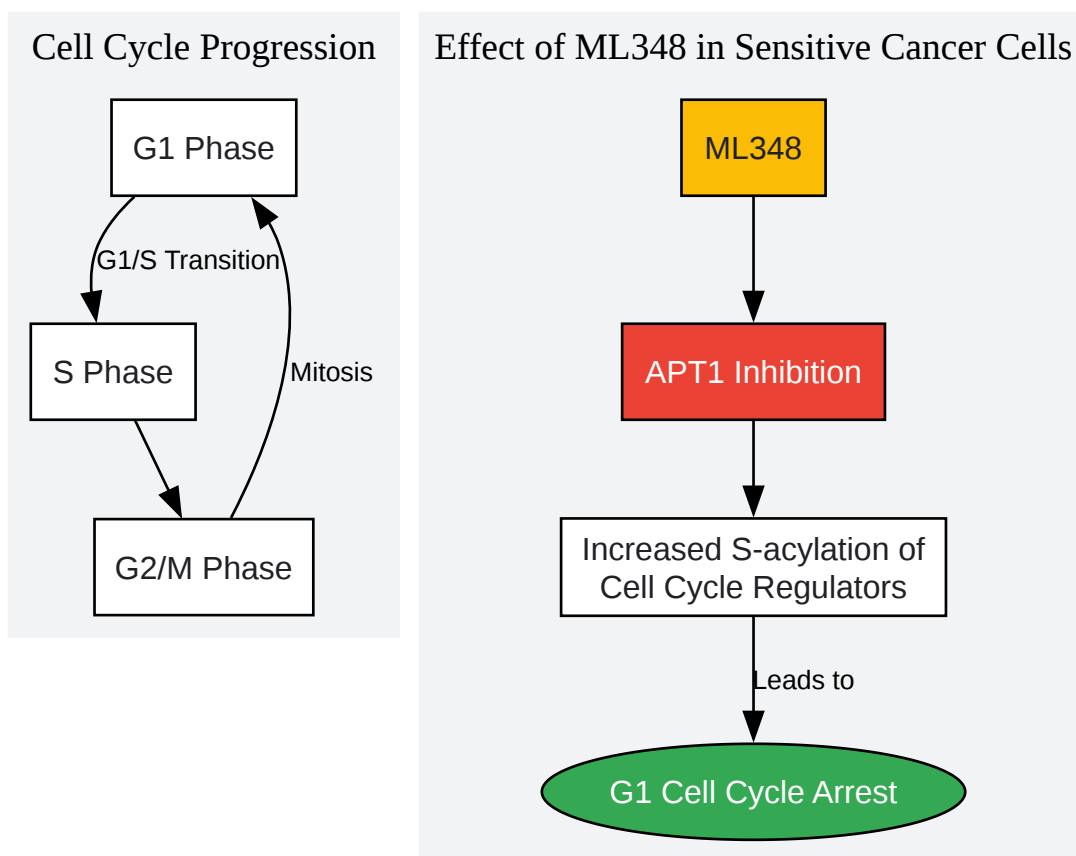 Cell Cycle Progression
G1 Phase
G1/S Transition
S Phase
Mitosis
G2/M Phase
Effect of ML348 in Sensitive Cancer Cells
ML348
APT1 Inhibition
Increased S-acylation of
Cell Cycle Regulators
Leads to
G1 Cell Cycle Arrest